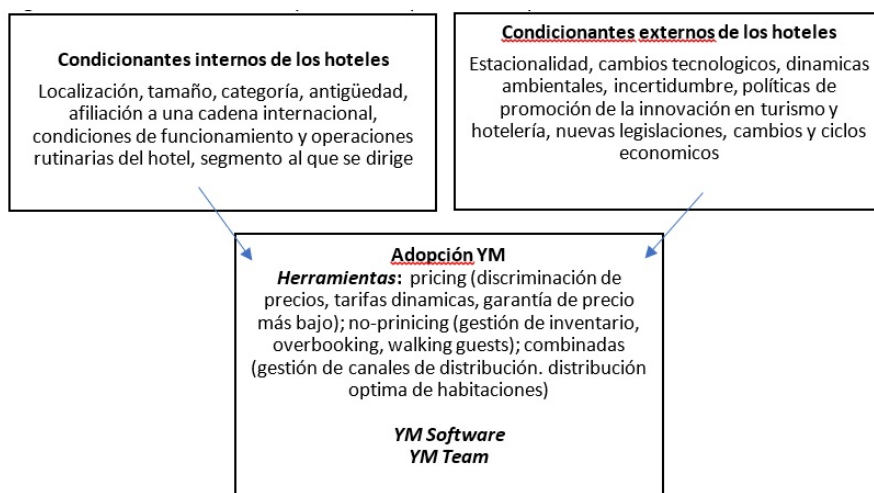 Condicionantes internos de los hoteles
Localización, tamaño, categoría, antigüedad,
afiliación a una cadena internacional,
condiciones de funcionamiento y operaciones
rutinarias del hotel, segmento al que se dirige
Condicionantes externos de los hoteles
Estacionalidad, cambios tecnologicos, dinamicas
ambientales, incertidumbre, políticas de
promoción de la innovación en turismo y
hotelería, nuevas legislaciones, cambios y ciclos
economicos
Adopción YM
Herramientas: pricing (discriminación de
precios, tarifas dinamicas, garantía de precio
más bajo); no-prinicing (gestión de inventario,
overbooking, walking guests); combinadas
(gestión de canales de distribución. distribución
optima de habitaciones)
YM Software
YM Team